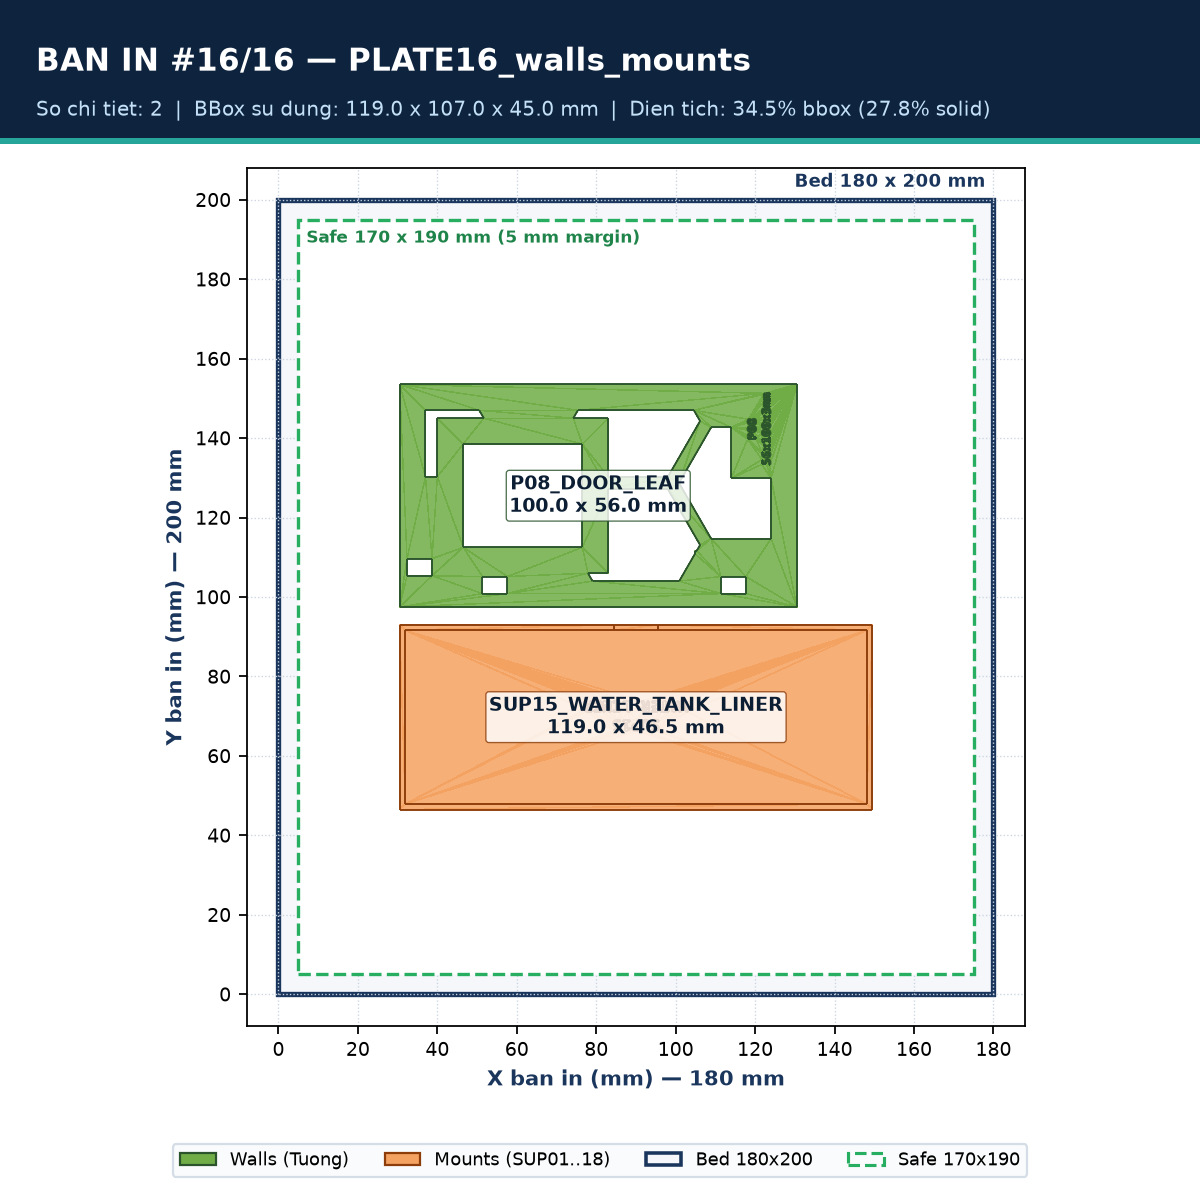 BAN IN #16/16 — PLATE16_walls_mounts
So chi tiet: 2 | BBox su dung: 119.0 x 107.0 x 45.0 mm | Dien tich: 34.5% bbox (27.8% solid)
Bed 180 x 200 mm
Safe 170 x 190 mm (5 mm margin)
200
180
160
140
120
100
80
60
40
20
0
Y ban in (mm) — 200 mm
P08
56x100x3mm
P08_DOOR_LEAF
100.0 x 56.0 mm
SUP15_WATER_TANK_LINER
119.0 x 46.5 mm
0 20 40 60 80 100 120 140 160 180
X ban in (mm) — 180 mm
Walls (Tuong) Mounts (SUP01..18) Bed 180x200 Safe 170x190